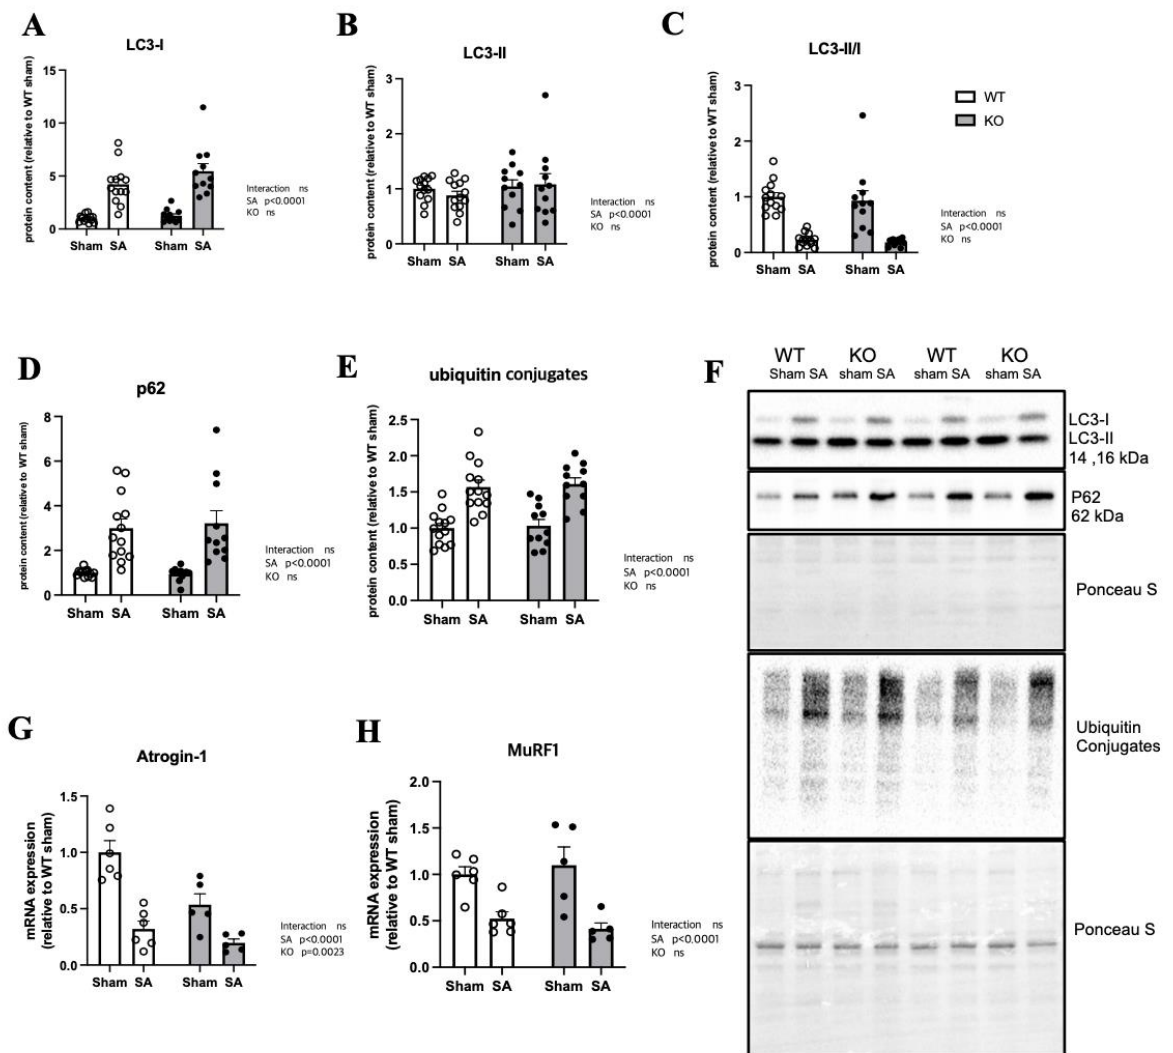 A
LC3-I
protein content (relative to WT sham)
15
10
5
0
Sham SA Sham SA
Interaction ns
SA p<0.0001
KO ns
B
LC3-II
protein content (relative to WT sham)
3
2
1
0
Sham SA Sham SA
Interaction ns
SA p<0.0001
KO ns
C
LC3-II/I
protein content (relative to WT sham)
3
2
1
0
Sham SA Sham SA
Interaction ns
SA p<0.0001
KO ns
WT
KO
D
p62
protein content (relative to WT sham)
8
6
4
2
0
Sham SA Sham SA
Interaction ns
SA p<0.0001
KO ns
E
ubiquitin conjugates
protein content (relative to WT sham)
2.5
2.0
1.5
1.0
0.5
0.0
Sham SA Sham SA
Interaction ns
SA p<0.0001
KO ns
F
WT KO WT KO
sham SA sham SA sham SA sham SA
LC3-I
LC3-II
14 ,16 kDa
P62
62 kDa
Ponceau S
Ubiquitin
Conjugates
Ponceau S
G
Atrogin-1
mRNA expression
(relative to WT sham)
1.5
1.0
0.5
0.0
Sham SA Sham SA
Interaction ns
SA p<0.0001
KO p=0.0023
H
MuRF1
mRNA expression
(relative to WT sham)
2.0
1.5
1.0
0.5
0.0
Sham SA Sham SA
Interaction ns
SA p<0.0001
KO ns